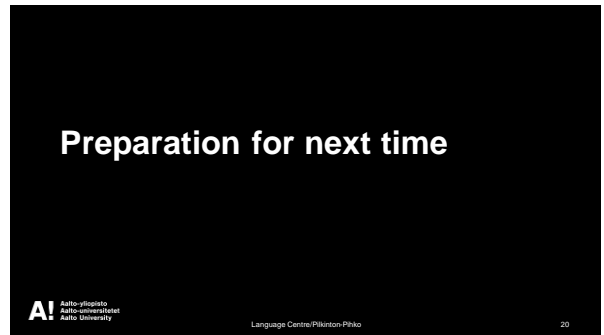 Preparation for next time
A!
Aalto-yliopisto
Aalto-universitetet
Aalto University
Language Centre/Pilkinton-Pihko
20